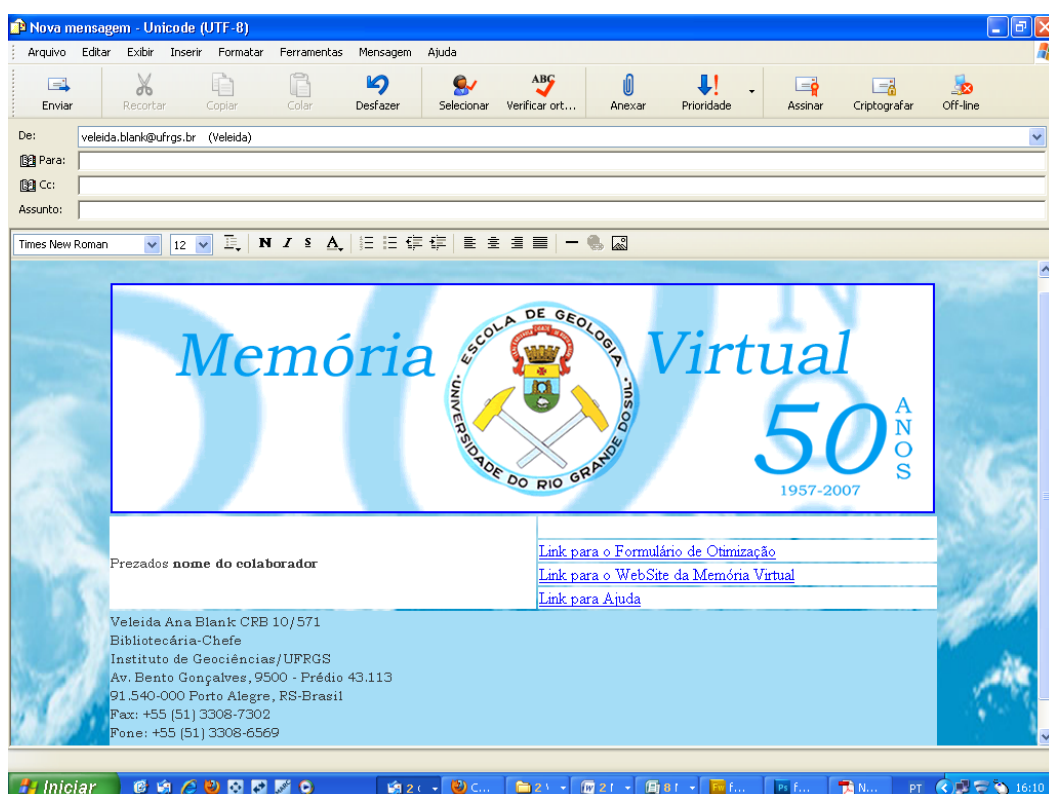 Nova mensagem - Unicode (UTF-8)
Arquivo Editar Exibir Inserir Formatar Ferramentas Mensagem Ajuda
Enviar Recortar Copiar Colar Desfazer Selecionar Verificar ort... Anexar Prioridade Assinar Criptografar Off-line
De: veleida.blank@ufrgs.br (Veleida)
Para:
Cc:
Assunto:
Times New Roman 12 N I S A
Memória Virtual
ESCOLA DE GEOLOGIA
UNIVERSIDADE DO RIO GRANDE DO SUL
50 ANOS
1957-2007
Link para o Formulário de Otimização
Prezados nome do colaborador
Link para o WebSite da Memória Virtual
Link para Ajuda
Veleida Ana Blank CRB 10/571
Bibliotecária-Chefe
Instituto de Geociências/UFRGS
Av. Bento Gonçalves, 9500 - Prédio 43.113
91.540-000 Porto Alegre, RS-Brasil
Fax: +55 (51) 3308-7302
Fone: +55 (51) 3308-6569
Iniciar C... f... f... N... PT 16:10